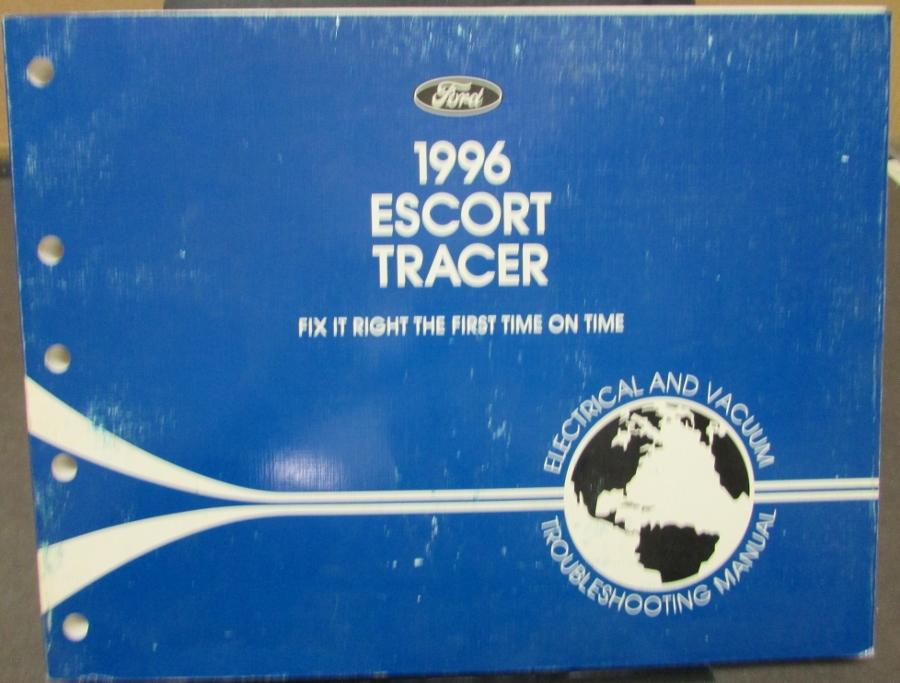 Ford
1996
ESCORT
TRACER
FIX IT RIGHT THE FIRST TIME ON TIME
ELECTRICAL AND VACUUM
TROUBLESHOOTING MANUAL